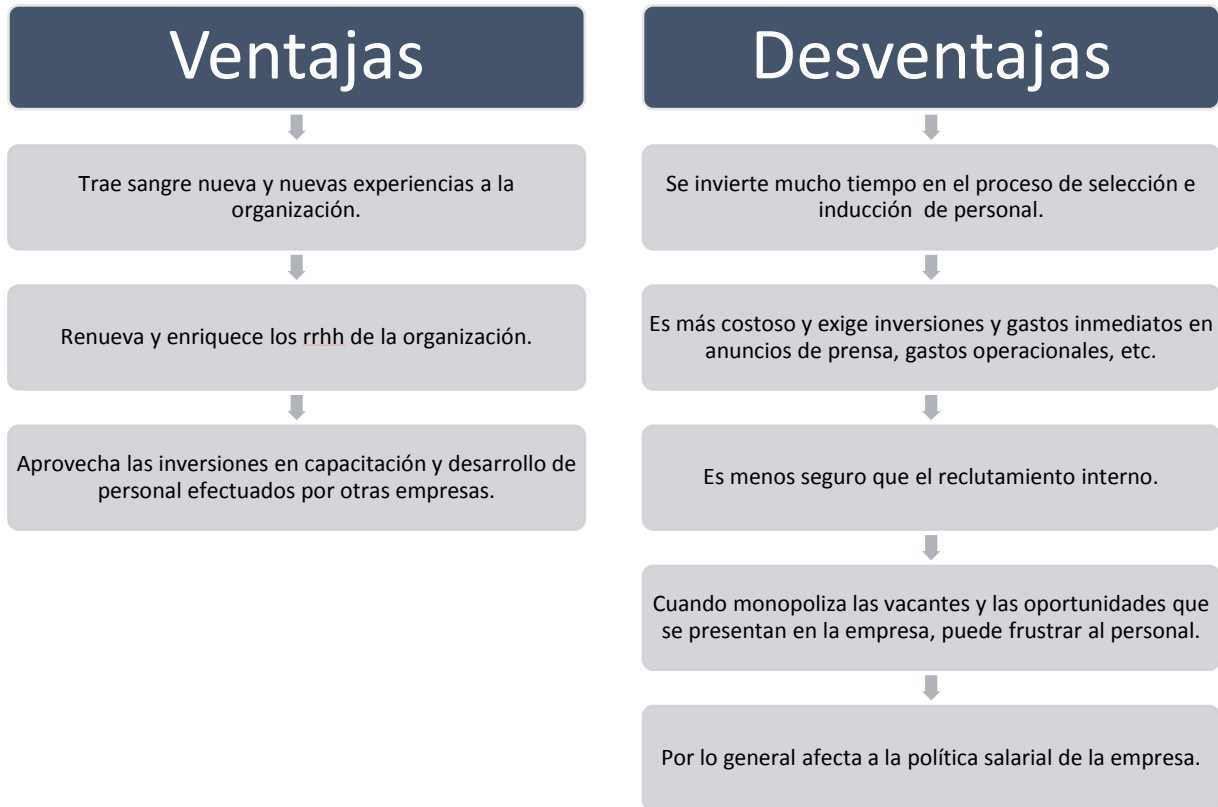 Ventajas
Trae sangre nueva y nuevas experiencias a la
organización.
Renueva y enriquece los rrhh de la organización.
Aprovecha las inversiones en capacitación y desarrollo de
personal efectuados por otras empresas.
Desventajas
Se invierte mucho tiempo en el proceso de selección e
inducción  de personal.
Es más costoso y exige inversiones y gastos inmediatos en
anuncios de prensa, gastos operacionales, etc.
Es menos seguro que el reclutamiento interno.
Cuando monopoliza las vacantes y las oportunidades que
se presentan en la empresa, puede frustrar al personal.
Por lo general afecta a la política salarial de la empresa.